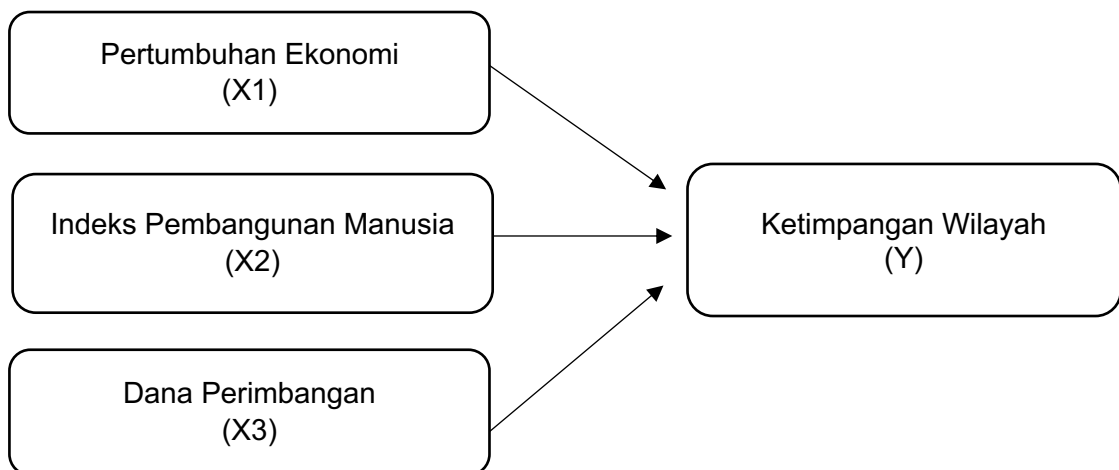 Pertumbuhan Ekonomi
(X1)
Indeks Pembangunan Manusia
(X2)
Dana Perimbangan
(X3)
Ketimpangan Wilayah
(Y)